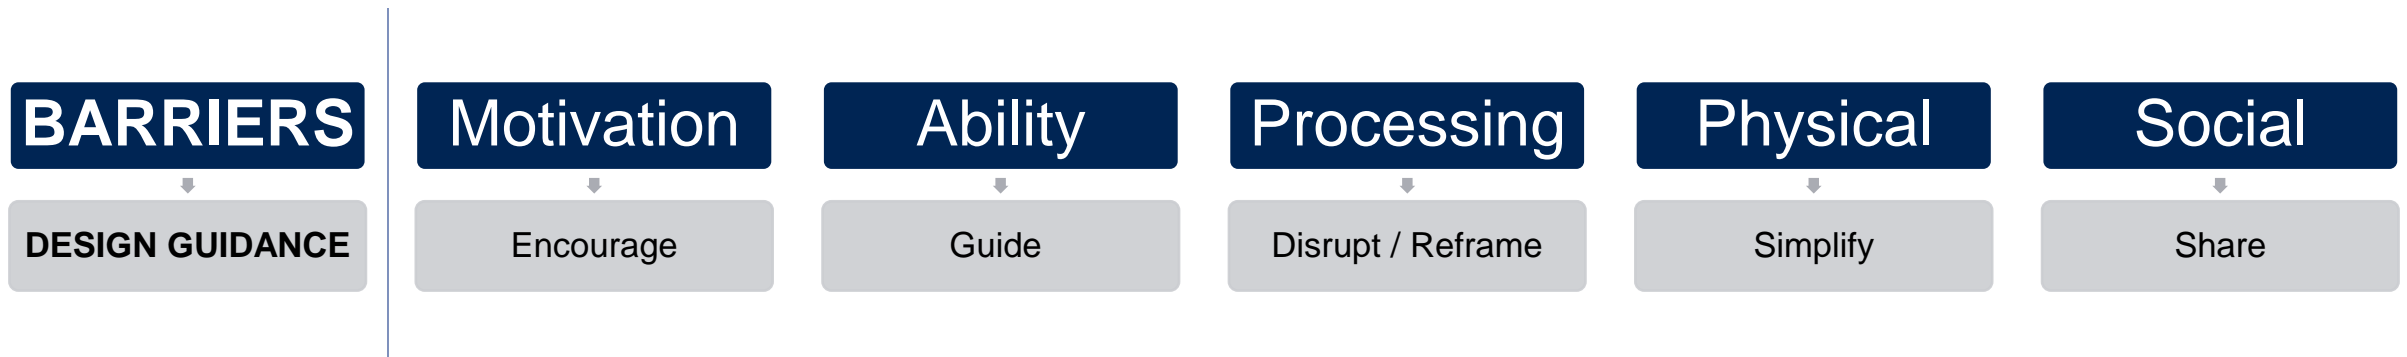 BARRIERS
Motivation
Ability
Processing
Physical
Social
DESIGN GUIDANCE
Encourage
Guide
Disrupt / Reframe
Simplify
Share